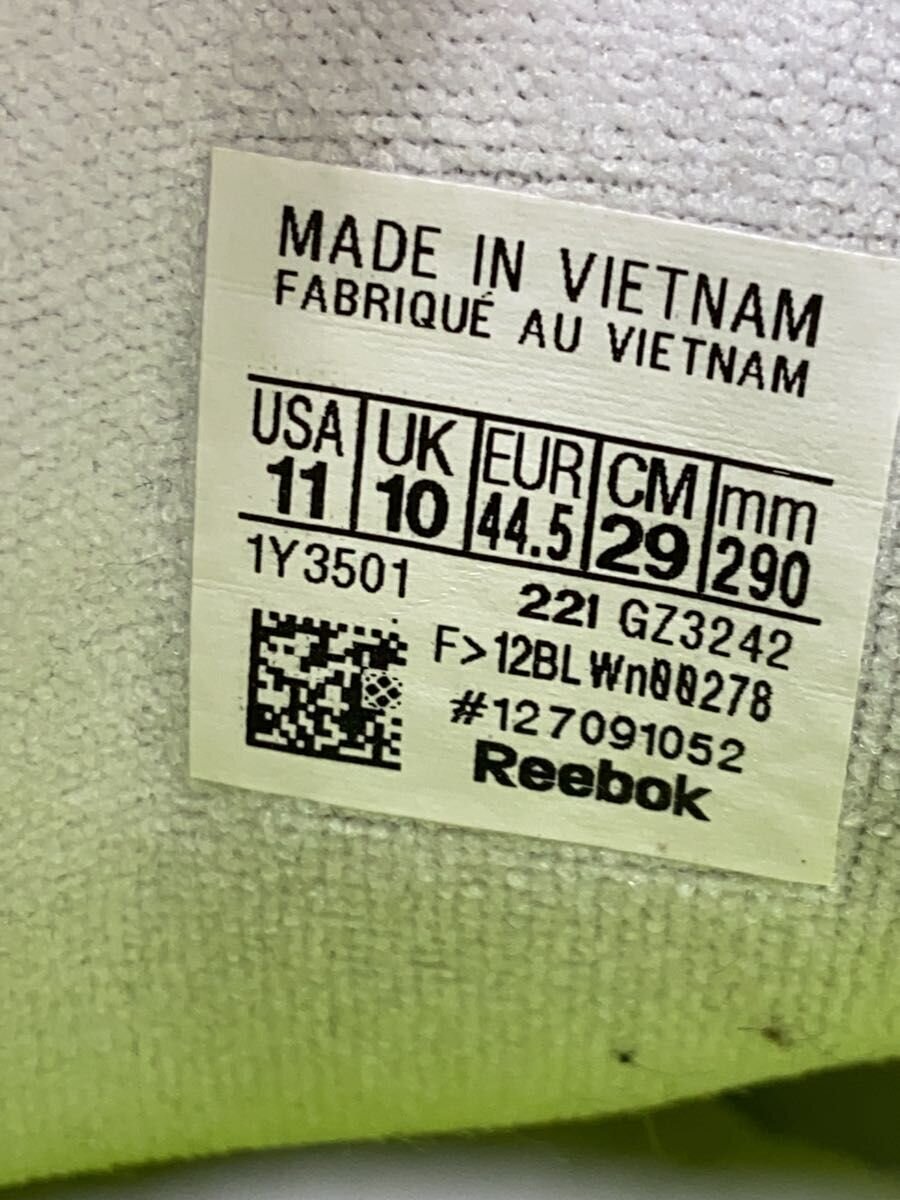 MADE IN VIETNAM
FABRIQUÉ AU VIETNAM
USA UK EUR CM mm
11 10 44.5 29 290
1Y3501 221 GZ3242
F>12BLWn00278
#127091052
Reebok